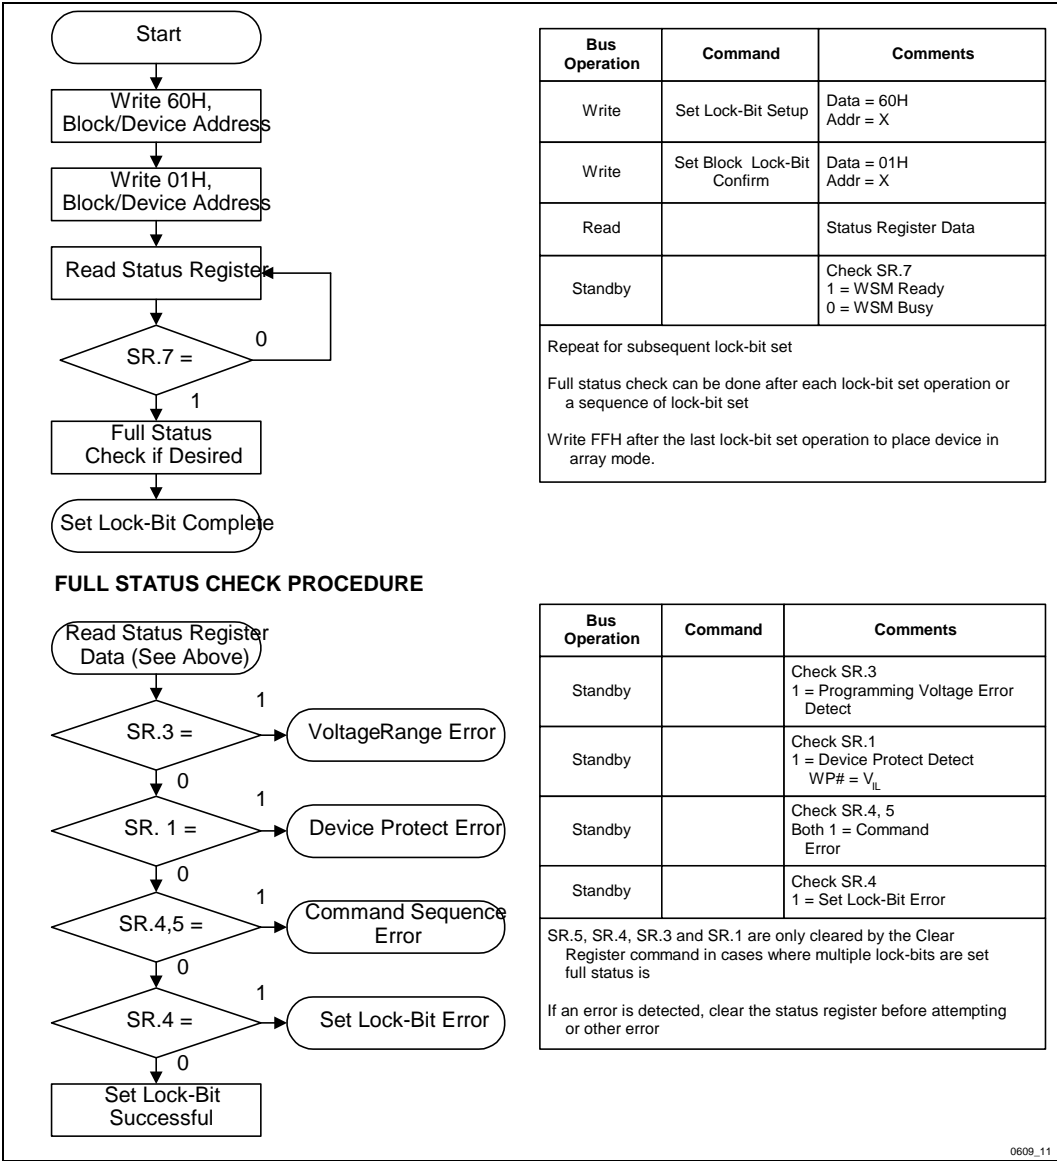 Start
Write 60H,
Block/Device Address
Write 01H,
Block/Device Address
Read Status Register
SR.7 =
0
1
Full Status
Check if Desired
Set Lock-Bit Complete
Bus
Operation
Command
Comments
Write
Set Lock-Bit Setup
Data = 60H
Addr = X
Write
Set Block Lock-Bit
Confirm
Data = 01H
Addr = X
Read
Status Register Data
Standby
Check SR.7
1 = WSM Ready
0 = WSM Busy
Repeat for subsequent lock-bit set
Full status check can be done after each lock-bit set operation or
a sequence of lock-bit set
Write FFH after the last lock-bit set operation to place device in
array mode.
FULL STATUS CHECK PROCEDURE
Read Status Register
Data (See Above)
SR.3 =
1
VoltageRange Error
0
SR. 1 =
1
Device Protect Error
0
SR.4,5 =
1
Command Sequence
Error
0
SR.4 =
1
Set Lock-Bit Error
0
Set Lock-Bit
Successful
Bus
Operation
Command
Comments
Standby
Check SR.3
1 = Programming Voltage Error
Detect
Standby
Check SR.1
1 = Device Protect Detect
WP# = VIL
Standby
Check SR.4, 5
Both 1 = Command
Error
Standby
Check SR.4
1 = Set Lock-Bit Error
SR.5, SR.4, SR.3 and SR.1 are only cleared by the Clear
Register command in cases where multiple lock-bits are set
full status is
If an error is detected, clear the status register before attempting
or other error
0609_11